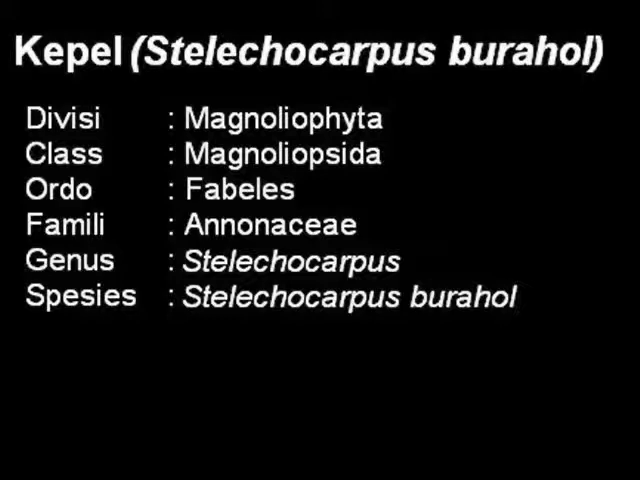 Kepel (Stelechocarpus burahol)
Divisi : Magnoliophyta
Class : Magnoliopsida
Ordo : Fabeles
Famili : Annonaceae
Genus : Stelechocarpus
Spesies : Stelechocarpus burahol